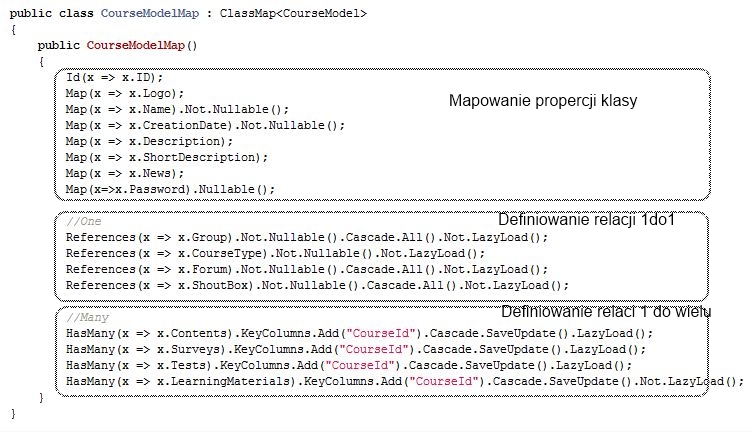 public class CourseModelMap : ClassMap<CourseModel>
{
public CourseModelMap()
{
Id(x => x.ID);
Map(x => x.Logo);
Mapowanie propercji klasy
Map(x => x.Name).Not.Nullable();
Map(x => x.CreationDate).Not.Nullable();
Map(x => x.Description);
Map(x => x.ShortDescription);
Map(x => x.News);
Map(x=>x.Password).Nullable();
//One
Definiowanie relacji 1do1
References(x => x.Group).Not.Nullable().Cascade.All().Not.LazyLoad();
References(x => x.CourseType).Not.Nullable().Not.LazyLoad();
References(x => x.Forum).Not.Nullable().Cascade.All().Not.LazyLoad();
References(x => x.ShoutBox).Not.Nullable().Cascade.All().Not.LazyLoad();
//Many
Definiowanie relaci 1 do wielu
HasMany(x => x.Contents).KeyColumns.Add("CourseId").Cascade.SaveUpdate().LazyLoad();
HasMany(x => x.Surveys).KeyColumns.Add("CourseId").Cascade.SaveUpdate().LazyLoad();
HasMany(x => x.Tests).KeyColumns.Add("CourseId").Cascade.SaveUpdate().LazyLoad();
HasMany(x => x.LearningMaterials).KeyColumns.Add("CourseId").Cascade.SaveUpdate().Not.LazyLoad();
}
}